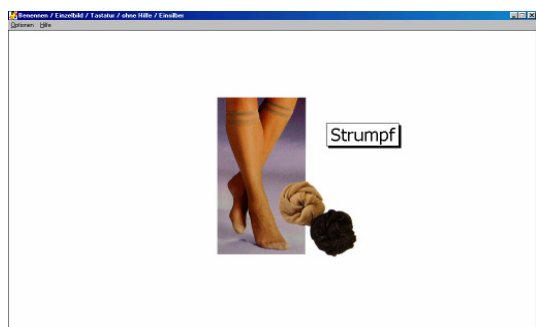 Benennen / Einzelbild / Tastatur / ohne Hilfe / Einsilber
Optionen Hilfe
Strumpf